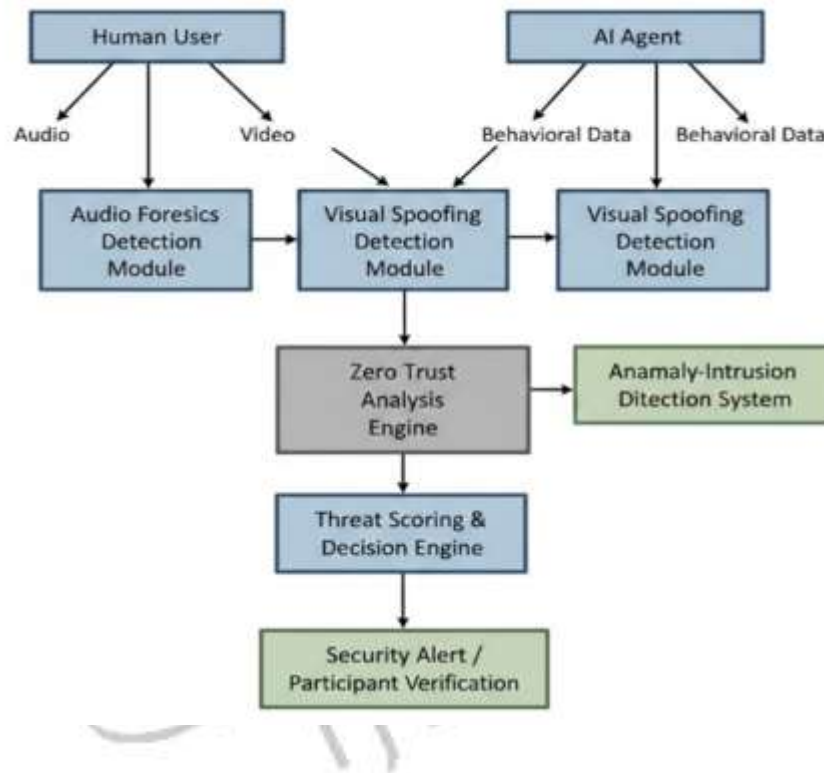 Human User
AI Agent
Audio
Video
Behavioral Data
Behavioral Data
Audio Foresics
Detection
Module
Visual Spoofing
Detection
Module
Visual Spoofing
Detection
Module
Zero Trust
Analysis
Engine
Anamaly-Intrusion
Ditection System
Threat Scoring &
Decision Engine
Security Alert /
Participant Verification